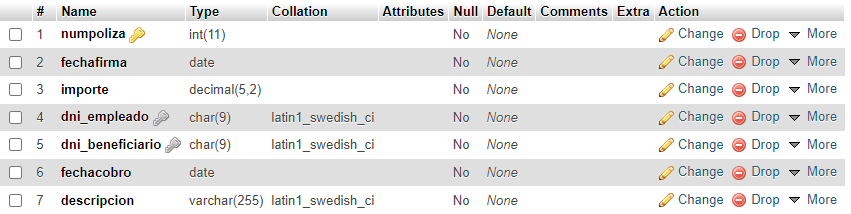 # Name Type Collation Attributes Null Default Comments Extra Action
1 numpoliza int(11) No None Change Drop More
2 fechafirma date No None Change Drop More
3 importe decimal(5,2) No None Change Drop More
4 dni_empleado char(9) latin1_swedish_ci No None Change Drop More
5 dni_beneficiario char(9) latin1_swedish_ci No None Change Drop More
6 fechacobro date No None Change Drop More
7 descripcion varchar(255) latin1_swedish_ci No None Change Drop More